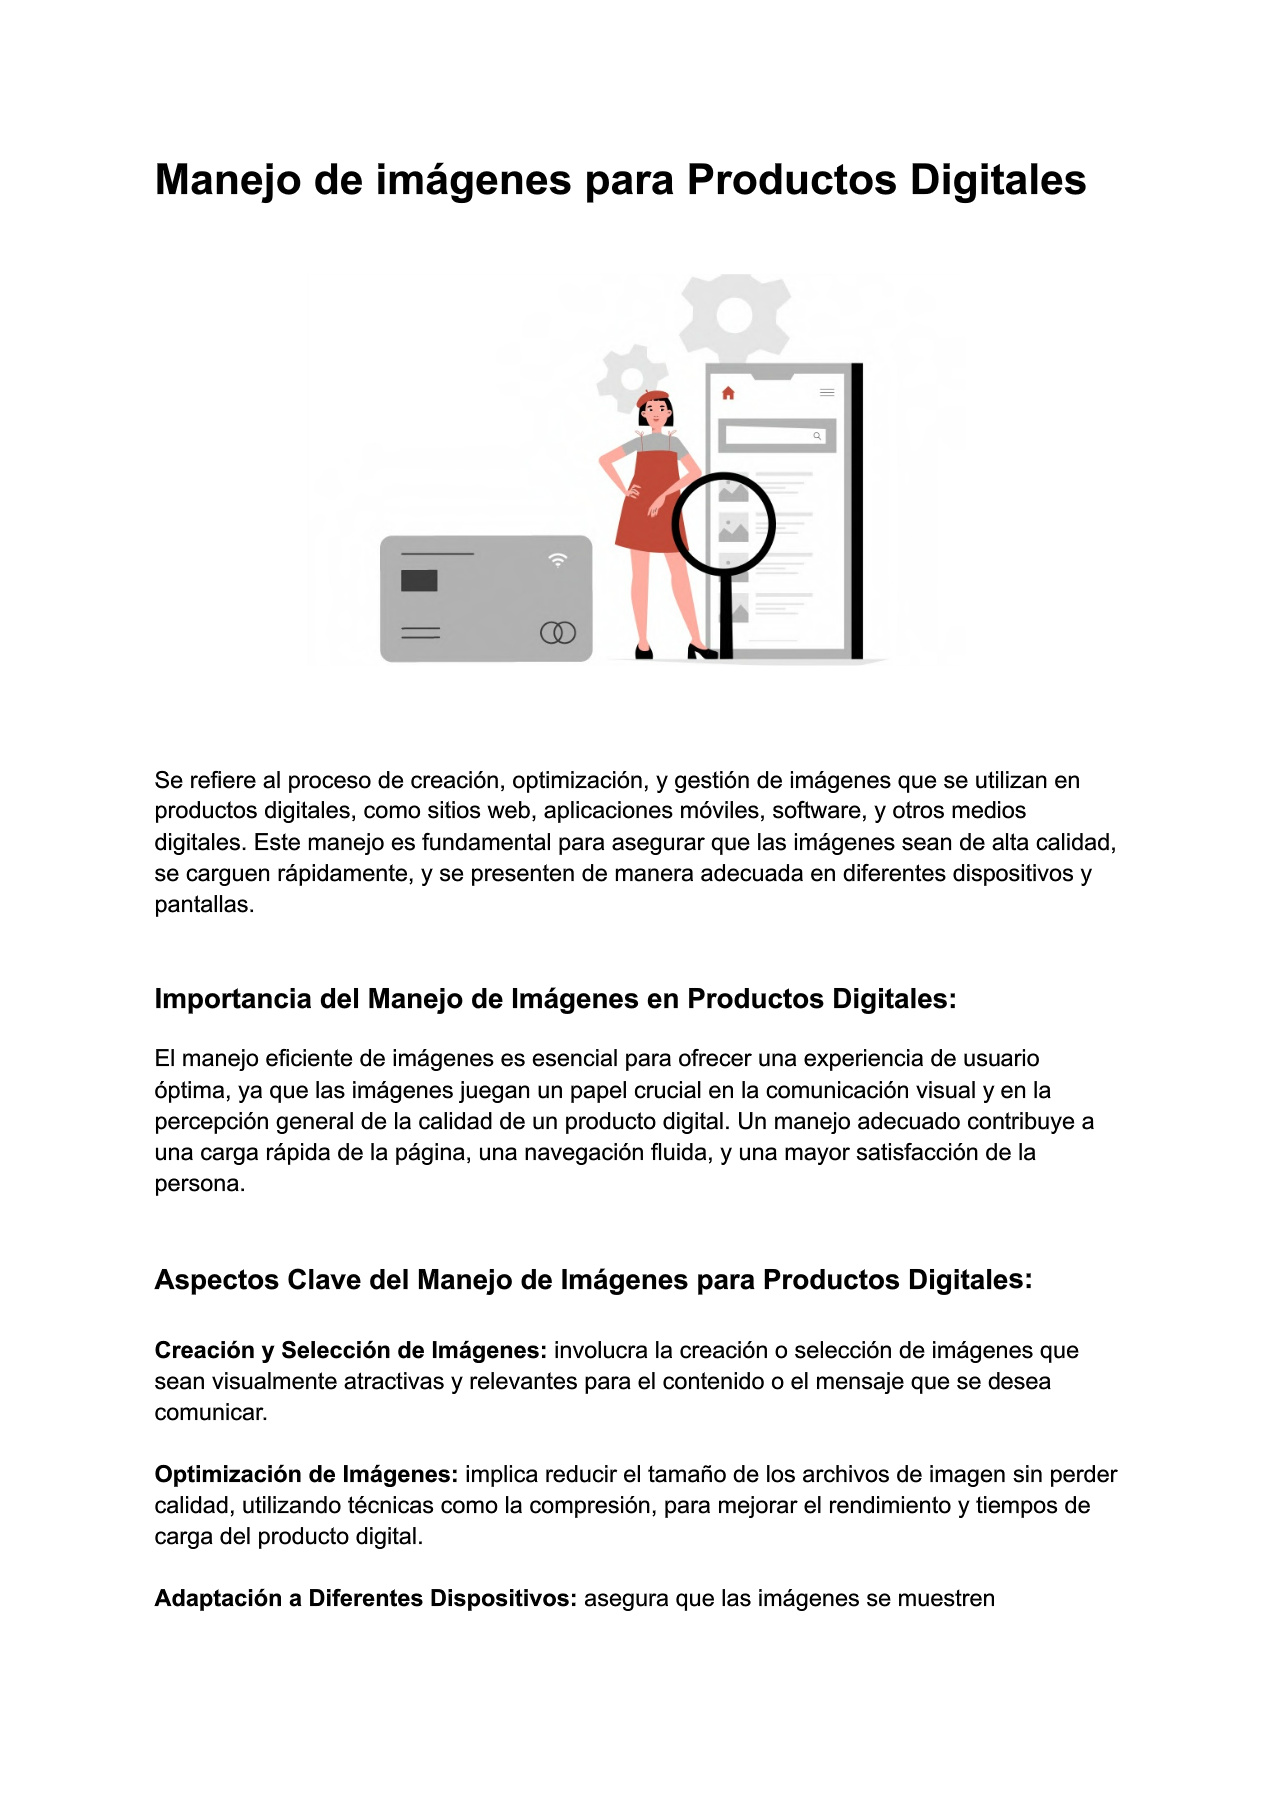 Manejo de imágenes para Productos Digitales
Se refiere al proceso de creación, optimización, y gestión de imágenes que se utilizan en
productos digitales, como sitios web, aplicaciones móviles, software, y otros medios
digitales. Este manejo es fundamental para asegurar que las imágenes sean de alta calidad,
se carguen rápidamente, y se presenten de manera adecuada en diferentes dispositivos y
pantallas.
Importancia del Manejo de Imágenes en Productos Digitales:
El manejo eficiente de imágenes es esencial para ofrecer una experiencia de usuario
óptima, ya que las imágenes juegan un papel crucial en la comunicación visual y en la
percepción general de la calidad de un producto digital. Un manejo adecuado contribuye a
una carga rápida de la página, una navegación fluida, y una mayor satisfacción de la
persona.
Aspectos Clave del Manejo de Imágenes para Productos Digitales:
Creación y Selección de Imágenes: involucra la creación o selección de imágenes que
sean visualmente atractivas y relevantes para el contenido o el mensaje que se desea
comunicar.
Optimización de Imágenes: implica reducir el tamaño de los archivos de imagen sin perder
calidad, utilizando técnicas como la compresión, para mejorar el rendimiento y tiempos de
carga del producto digital.
Adaptación a Diferentes Dispositivos: asegura que las imágenes se muestren